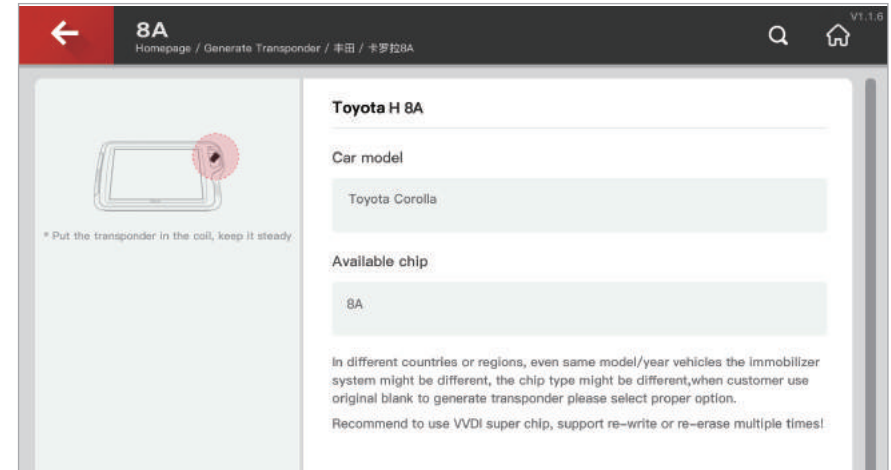 V1.1.6
8A
Homepage / Generate Transponder / 丰田 / 卡罗拉8A
Toyota H 8A
Car model
Toyota Corolla
* Put the transponder in the coil, keep it steady
Available chip
8A
In different countries or regions, even same model/year vehicles the immobilizer
system might be different, the chip type might be different,when customer use
original blank to generate transponder please select proper option.
Recommend to use VVDI super chip, support re-write or re-erase multiple times!